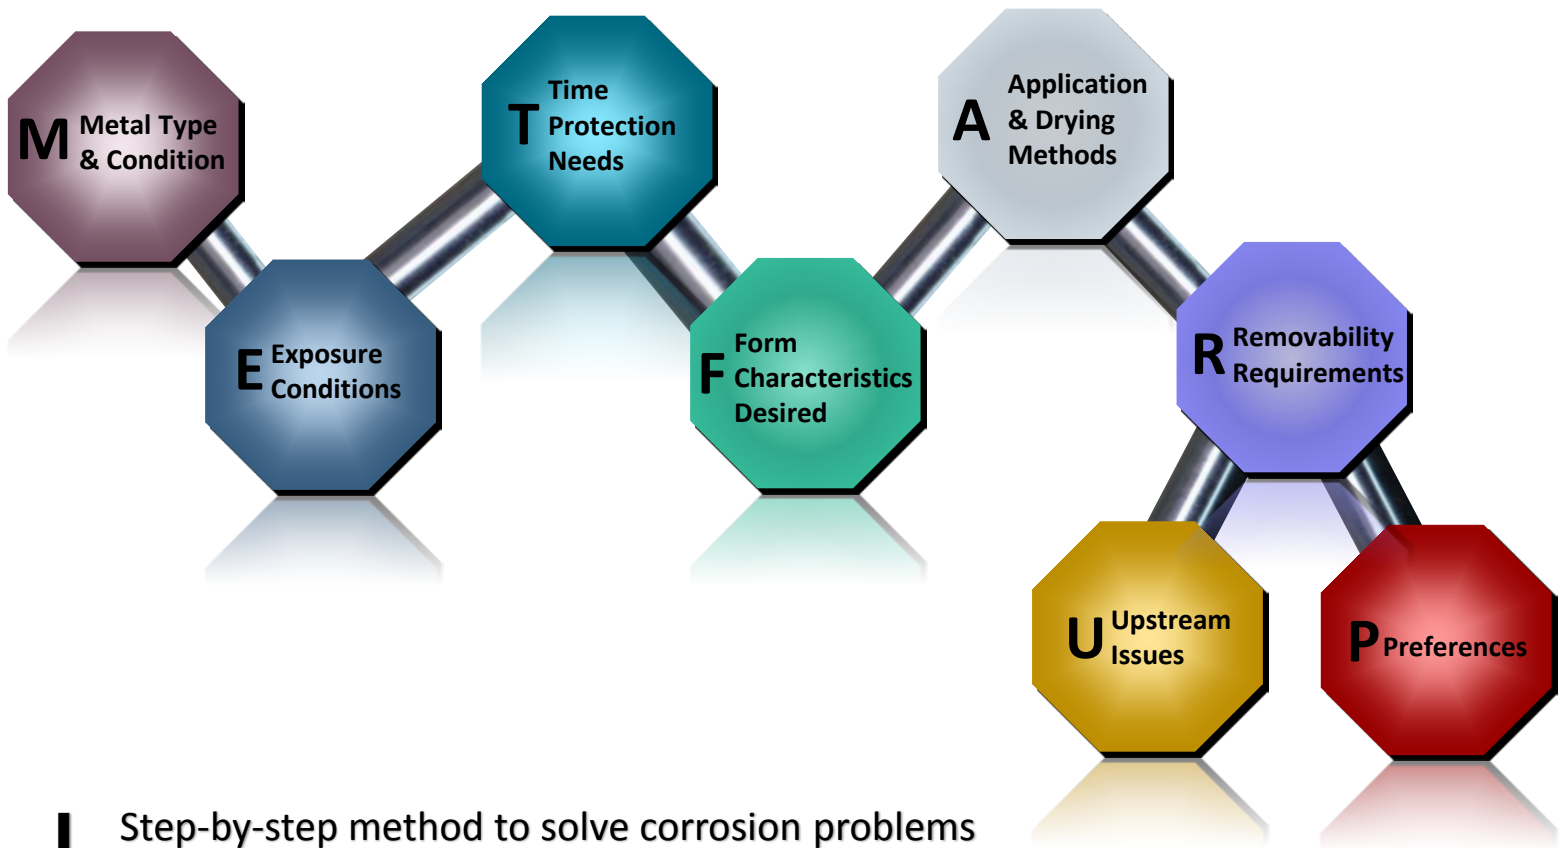 M Metal Type
& Condition
E Exposure
Conditions
T Time
Protection
Needs
F Form
Characteristics
Desired
A Application
& Drying
Methods
R Removability
Requirements
U Upstream
Issues
P Preferences
Step-by-step method to solve corrosion problems